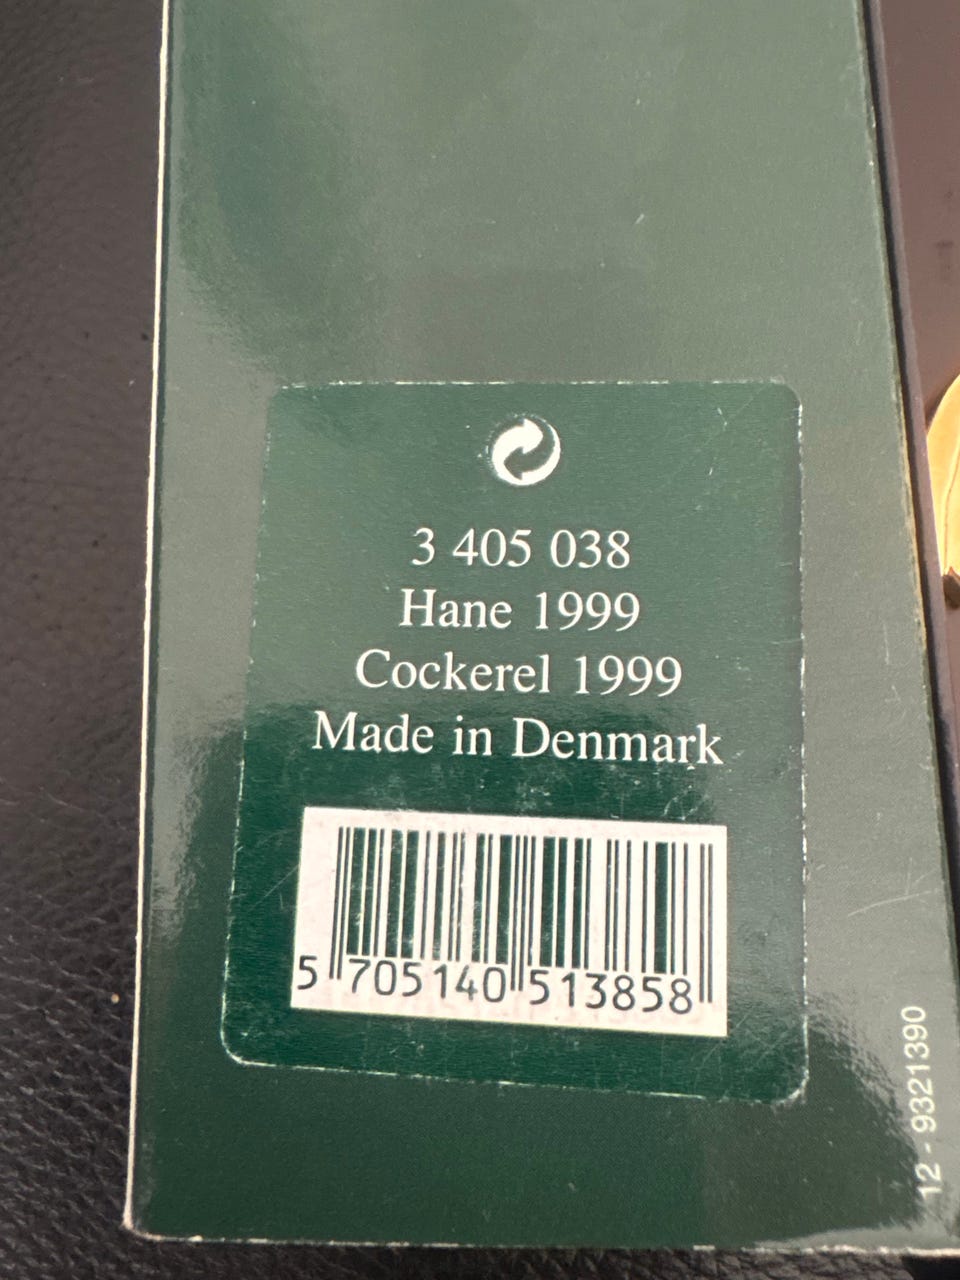 3 405 038
Hane 1999
Cockerel 1999
Made in Denmark
5 705140 513858
12 - 9321390